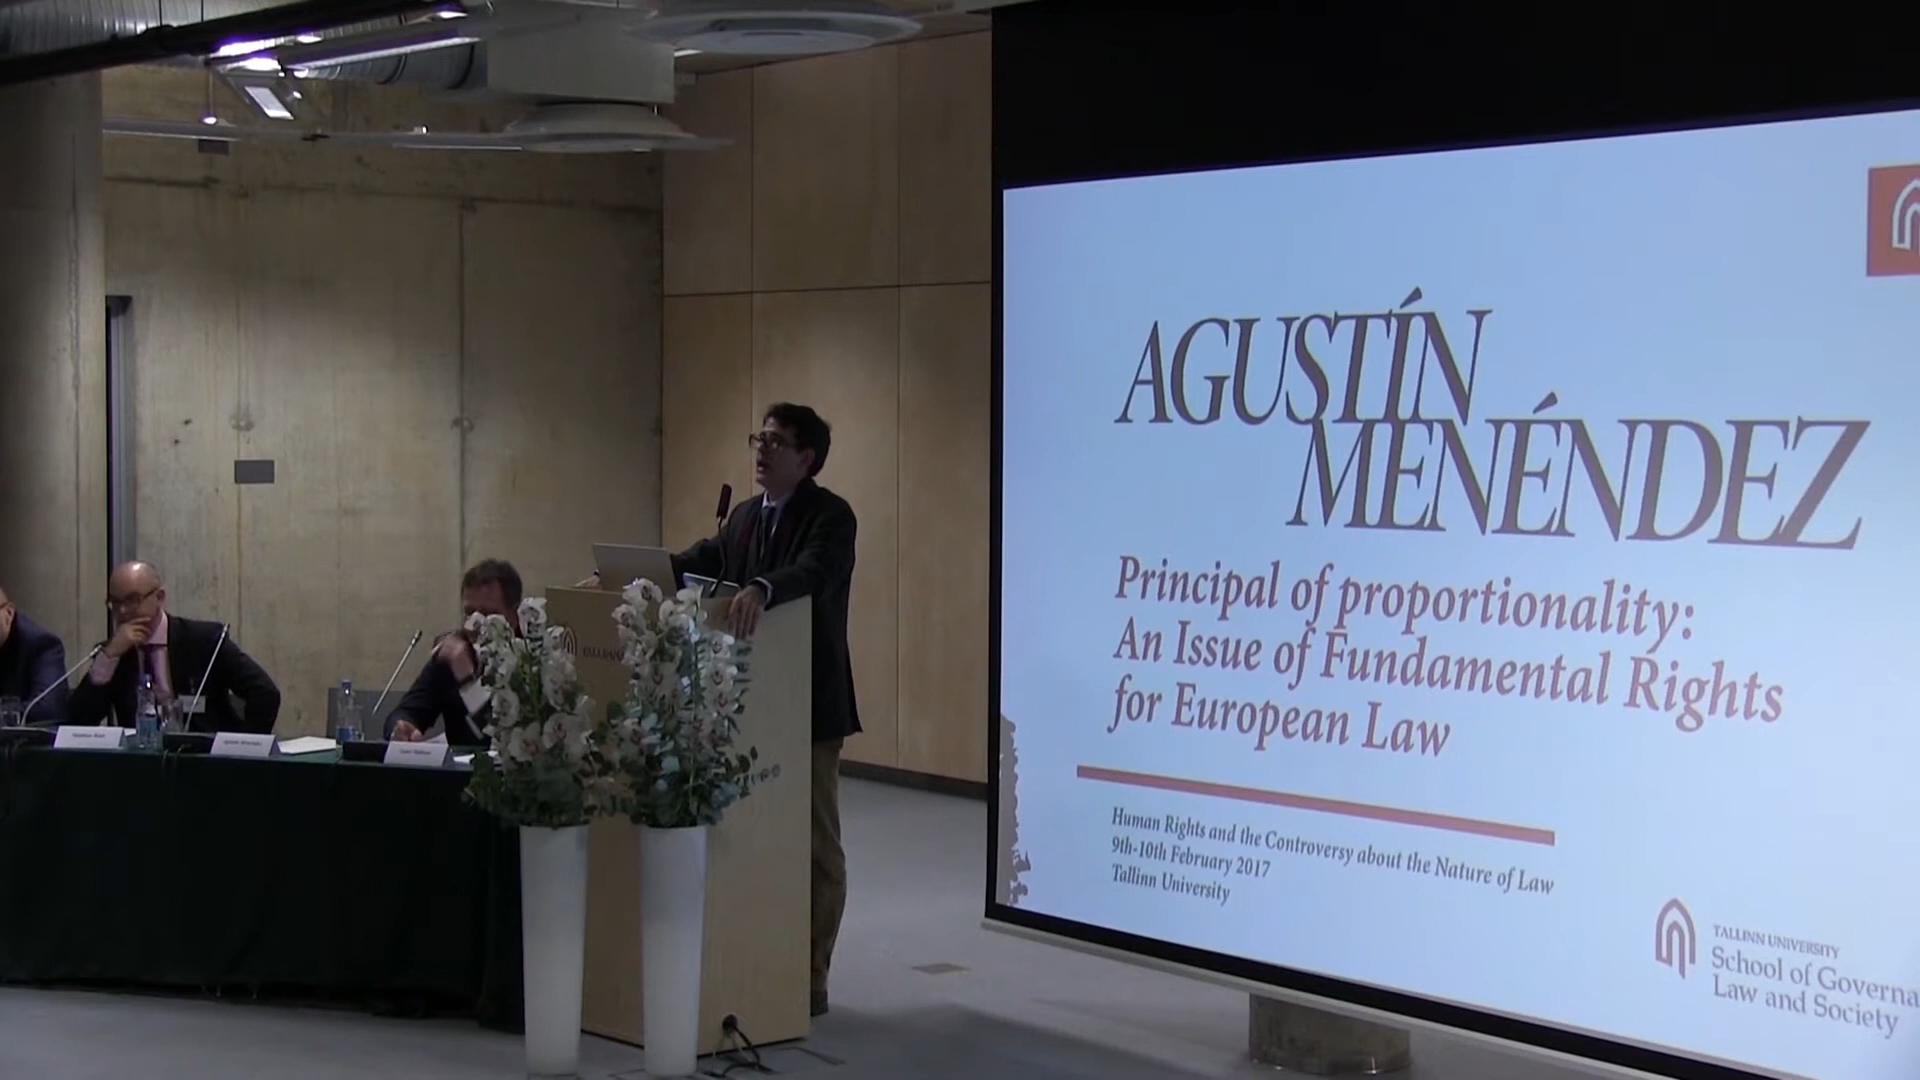 AGUSTÍN
MENÉNDEZ
Principal of proportionality:
An Issue of Fundamental Rights
for European Law
Human Rights and the Controversy about the Nature of Law
9th-10th February 2017
Tallinn University
TALLINN UNIVERSITY
School of Governa
Law and Society